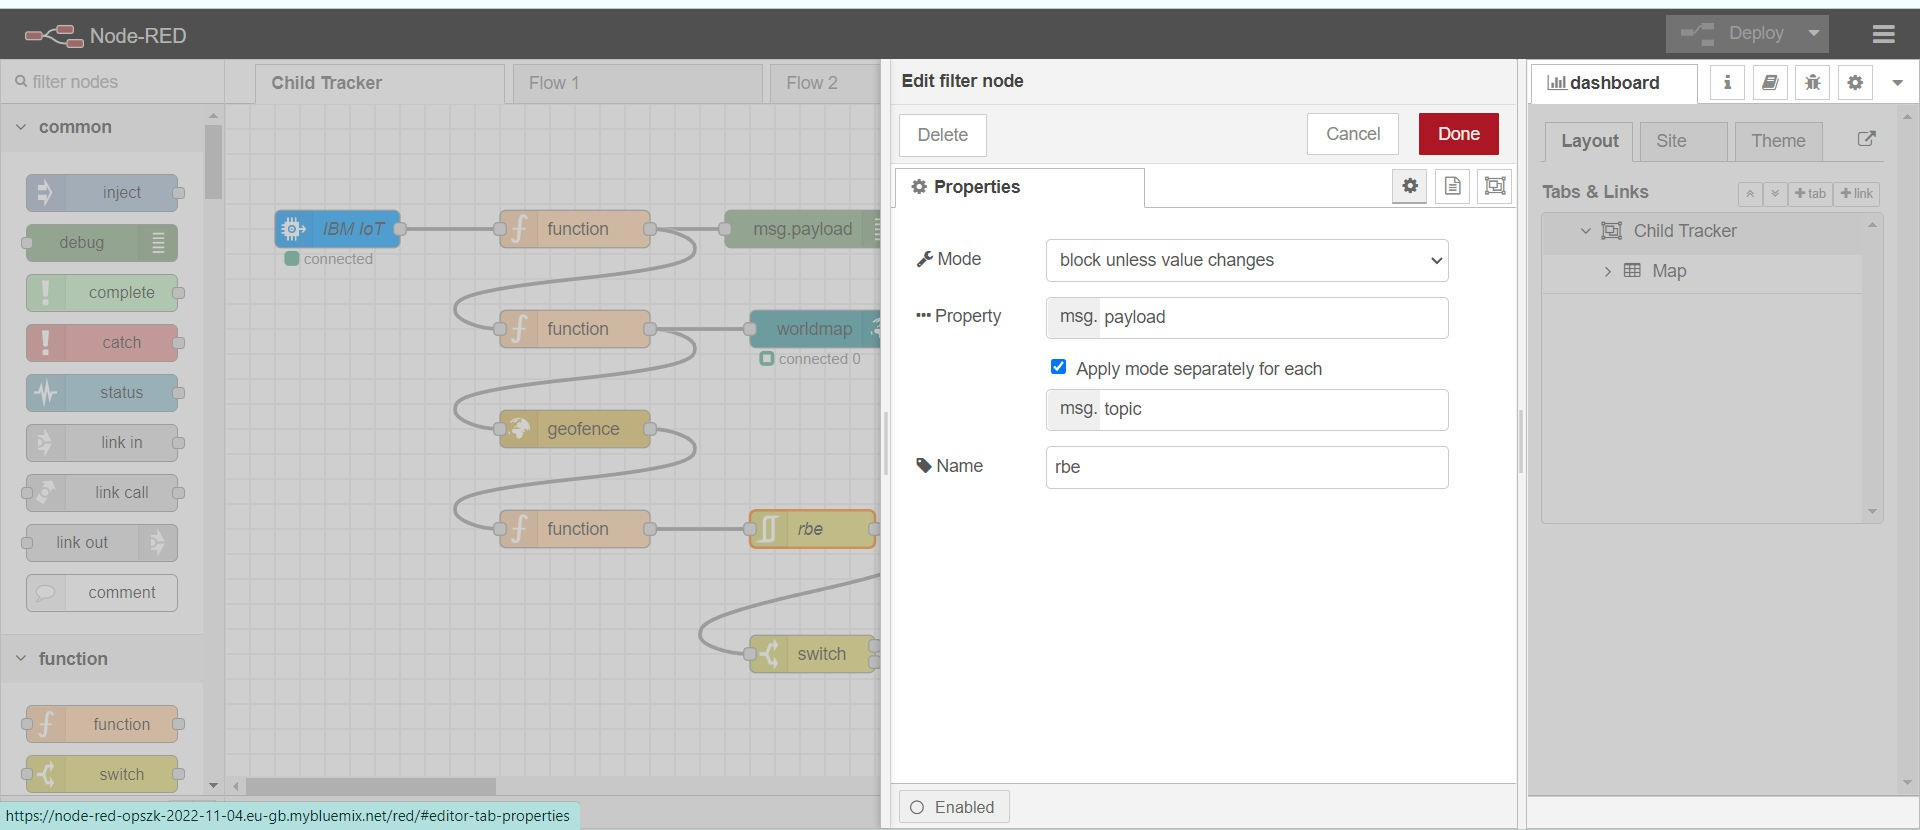 Node-RED
Deploy
filter nodes
Child Tracker
Flow 1
Flow 2
Edit filter node
dashboard
common
Delete
Cancel
Done
Layout
Site
Theme
Properties
Tabs & Links
tab
link
inject
IBM IoT
function
msg.payload
Child Tracker
debug
connected
Mode
block unless value changes
Map
complete
Property
msg. payload
catch
function
worldmap
connected 0
Apply mode separately for each
status
msg. topic
link in
geofence
Name
rbe
link call
function
rbe
link out
comment
function
switch
function
switch
Enabled
https://node-red-opszk-2022-11-04.eu-gb.mybluemix.net/red/#editor-tab-properties